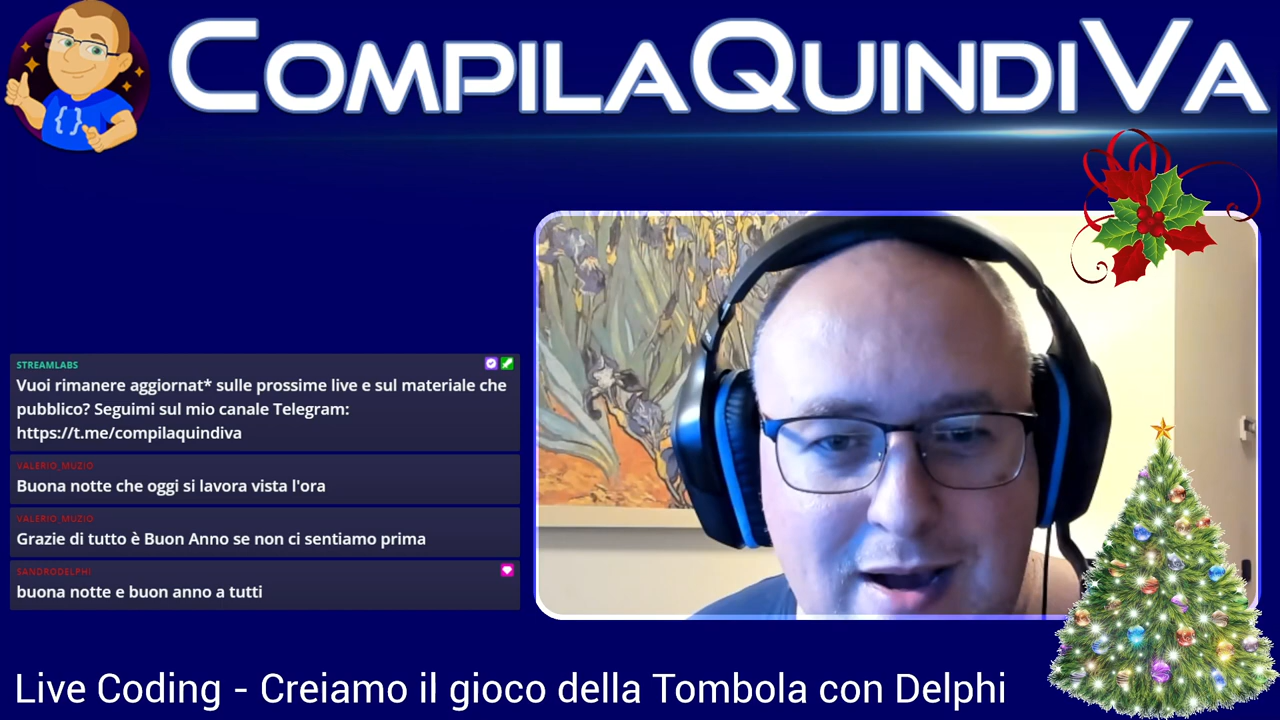 COMPILAQUINDIVA
{ }
STREAMLABS
Vuoi rimanere aggiornat* sulle prossime live e sul materiale che
pubblico? Seguimi sul mio canale Telegram:
https://t.me/compilaquindiva
VALERIO_MUZIO
Buona notte che oggi si lavora vista l'ora
VALERIO_MUZIO
Grazie di tutto è Buon Anno se non ci sentiamo prima
SANDRODELPHI
buona notte e buon anno a tutti
Live Coding - Creiamo il gioco della Tombola con Delphi